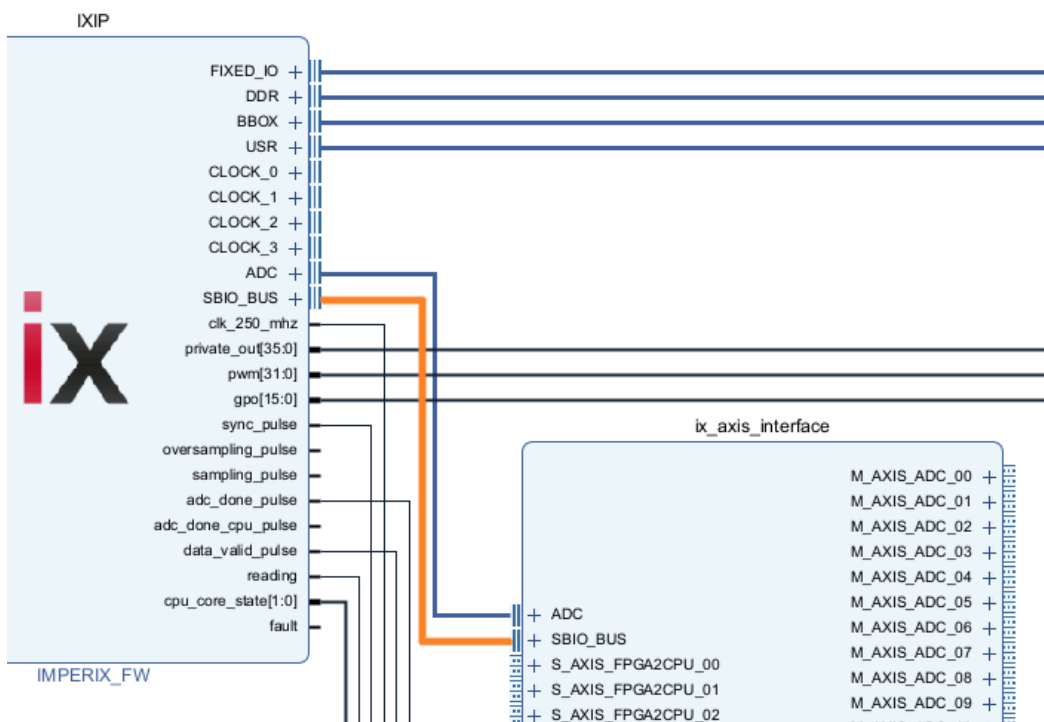 IXIP
FIXED_IO
DDR
BBOX
USR
CLOCK_0
CLOCK_1
CLOCK_2
CLOCK_3
ADC
SBIO_BUS
clk_250_mhz
private_out[35:0]
pwm[31:0]
gpo[15:0]
sync_pulse
oversampling_pulse
sampling_pulse
adc_done_pulse
adc_done_cpu_pulse
data_valid_pulse
reading
cpu_core_state[1:0]
fault
ix
IMPERIX_FW
ix_axis_interface
ADC
SBIO_BUS
S_AXIS_FPGA2CPU_00
S_AXIS_FPGA2CPU_01
S_AXIS_FPGA2CPU_02
M_AXIS_ADC_00
M_AXIS_ADC_01
M_AXIS_ADC_02
M_AXIS_ADC_03
M_AXIS_ADC_04
M_AXIS_ADC_05
M_AXIS_ADC_06
M_AXIS_ADC_07
M_AXIS_ADC_08
M_AXIS_ADC_09